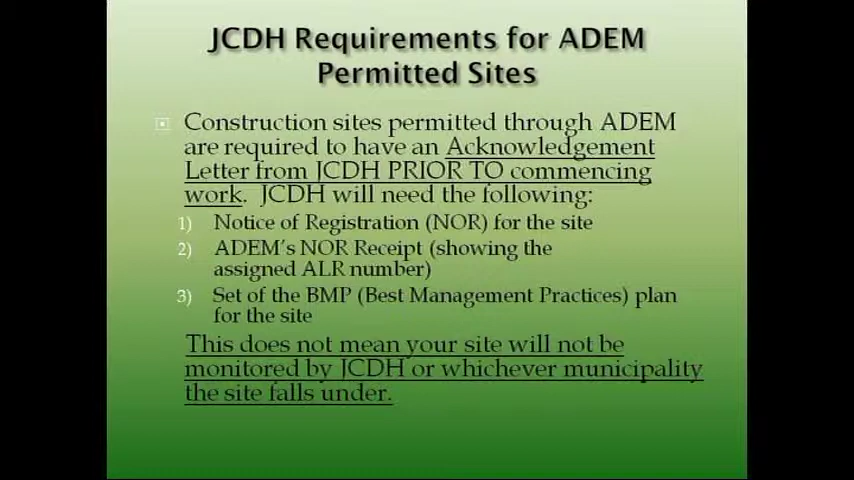 JCDH Requirements for ADEM
Permitted Sites
Construction sites permitted through ADEM
are required to have an Acknowledgement
Letter from JCDH PRIOR TO commencing
work. JCDH will need the following:
1) Notice of Registration (NOR) for the site
2) ADEM's NOR Receipt (showing the
assigned ALR number)
3) Set of the BMP (Best Management Practices) plan
for the site
This does not mean your site will not be
monitored by JCDH or whichever municipality
the site falls under.